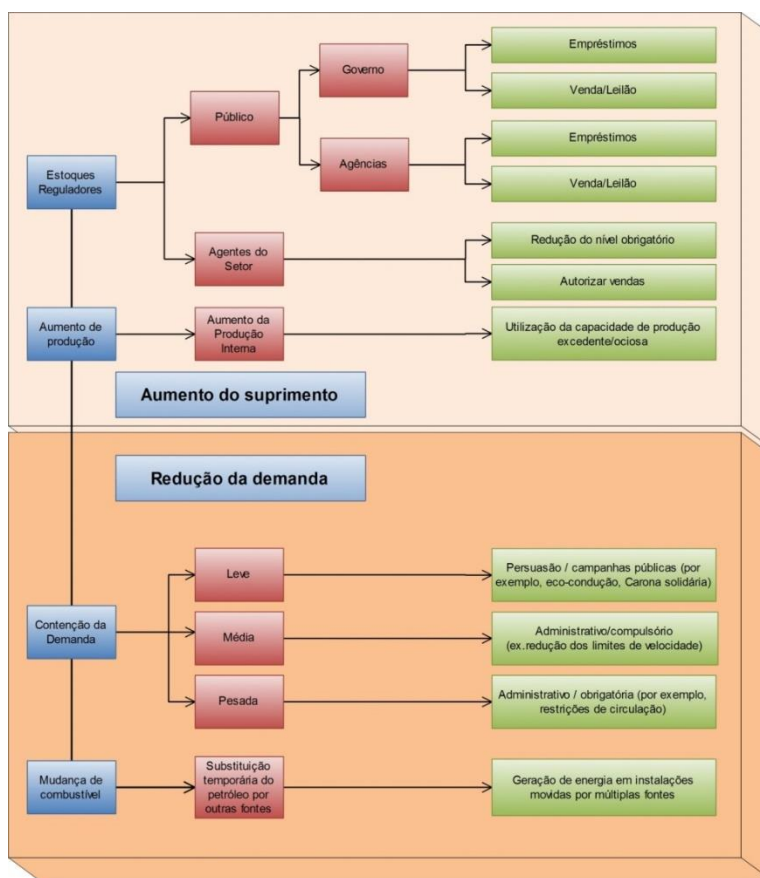 Empréstimos
Governo
Venda/Leilão
Público
Empréstimos
Agências
Venda/Leilão
Estoques
Reguladores
Redução do nível obrigatório
Agentes do
Setor
Autorizar vendas
Aumento de
produção
Aumento da
Produção
Interna
Utilização da capacidade de produção
excedente/ociosa
Aumento do suprimento
Redução da demanda
Leve
Persuasão / campanhas públicas (por
exemplo, eco-condução, Carona solidária)
Contenção da
Demanda
Média
Administrativo/compulsório
(ex.redução dos limites de velocidade)
Pesada
Administrativo / obrigatória (por exemplo,
restrições de circulação)
Mudança de
combustível
Substituição
temporária do
petróleo por
outras fontes
Geração de energia em instalações
movidas por múltiplas fontes